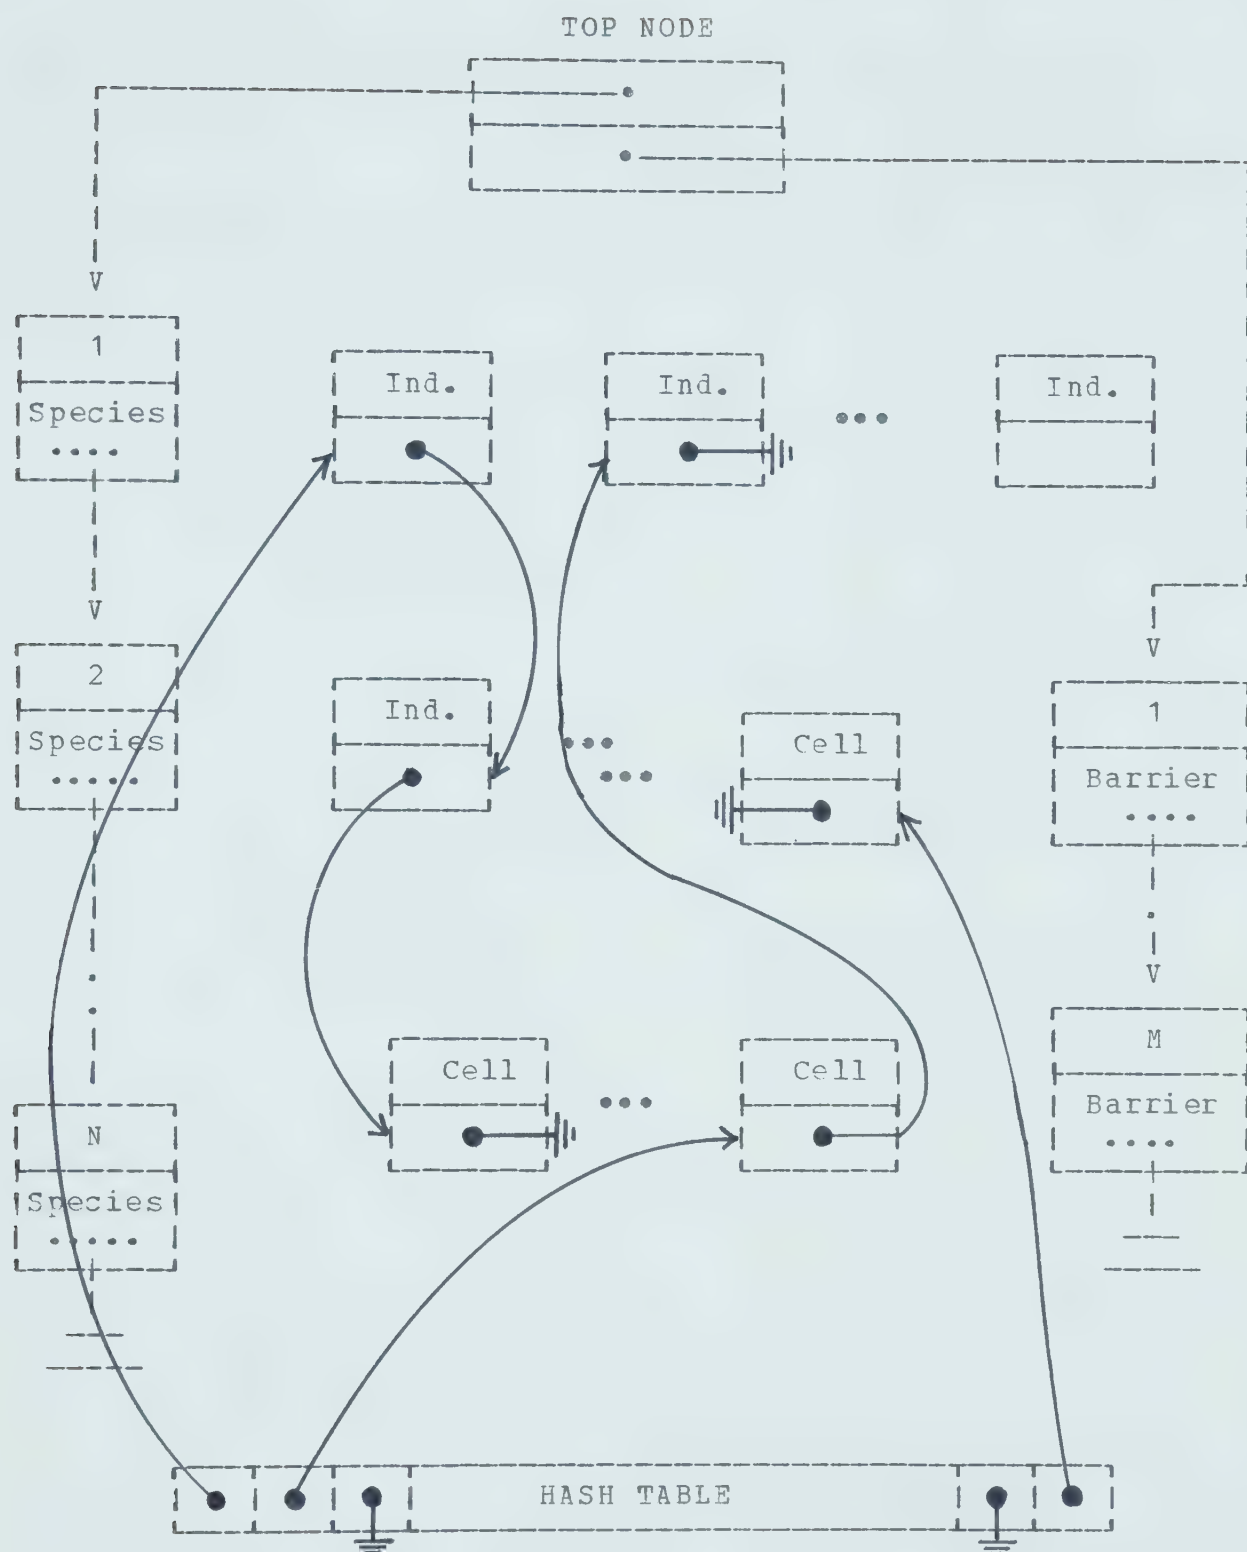 TOP NODE
V
1
Species
....
Ind.
Ind.
...
Ind.
V
V
2
Species
.....
Ind.
...
...
Cell
1
Barrier
....
V
Cell
...
Cell
M
Barrier
....
N
Species
.....
HASH TABLE